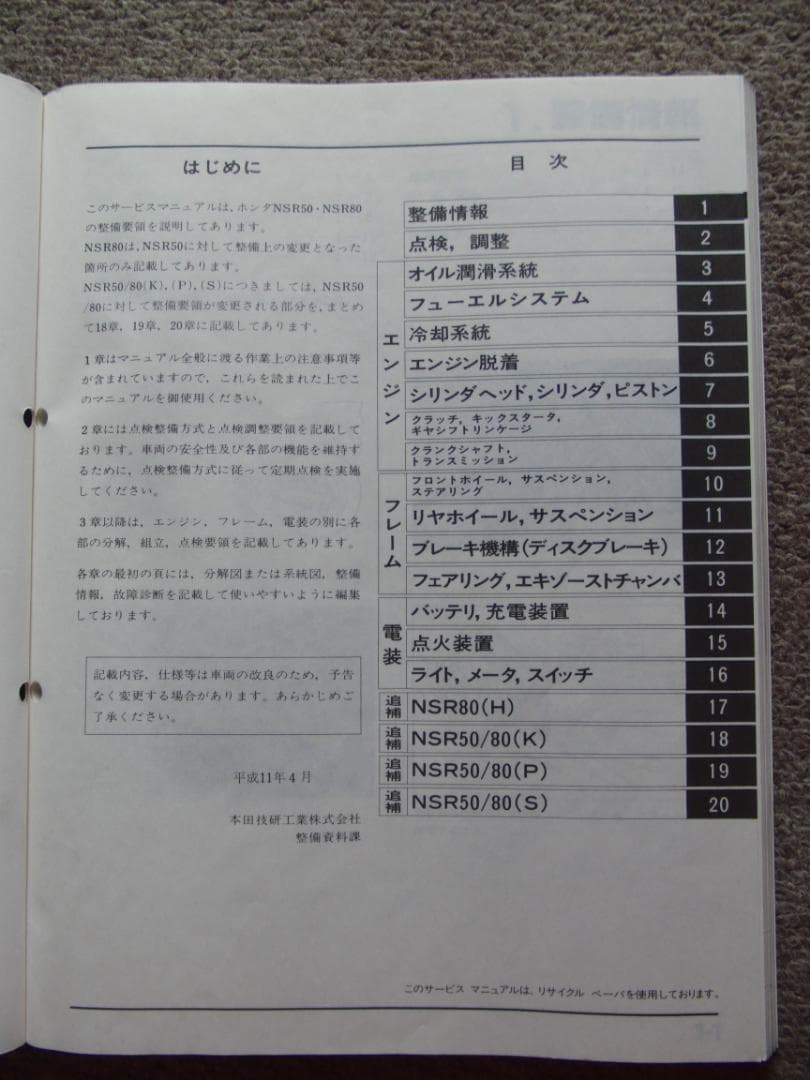 はじめに
このサービスマニュアルは、ホンダNSR50・NSR80
の整備要領を説明してあります。
NSR80は、NSR50に対して整備上の変更となった
箇所のみ記載してあります。
NSR50/80(K), (P), (S)につきましては、NSR50
/80に対して整備要領が変更される部分を、まとめ
て18章, 19章, 20章に記載してあります。
1章はマニュアル全般に渡る作業上の注意事項等
が含まれていますので、これらを読まれた上でこ
のマニュアルを御使用ください。
2章には点検整備方式と点検調整要領を記載して
おります。車両の安全性及び各部の機能を維持す
るために、点検整備方式に従って定期点検を実施
してください。
3章以降は、エンジン、フレーム、電装の別に各
部の分解、組立、点検要領を記載してあります。
各章の最初の頁には、分解図または系統図、整備
情報、故障診断を記載して使いやすいように編集
しております。
記載内容、仕様等は車両の改良のため、予告
なく変更する場合があります。あらかじめご
了承ください。
平成11年4月
本田技研工業株式会社
整備資料課
目 次
整備情報 1
点検, 調整 2
エンジン
オイル潤滑系統 3
フューエルシステム 4
冷却系統 5
エンジン脱着 6
シリンダヘッド, シリンダ, ピストン 7
クラッチ, キックスタータ,
ギヤシフトリンケージ 8
クランクシャフト,
トランスミッション 9
フレーム
フロントホイール, サスペンション,
ステアリング 10
リヤホイール, サスペンション 11
ブレーキ機構(ディスクブレーキ) 12
フェアリング, エキゾーストチャンバ 13
電装
バッテリ, 充電装置 14
点火装置 15
ライト, メータ, スイッチ 16
追補 NSR80(H) 17
追補 NSR50/80(K) 18
追補 NSR50/80(P) 19
追補 NSR50/80(S) 20
このサービス マニュアルは、リサイクル ペーパを使用しております。